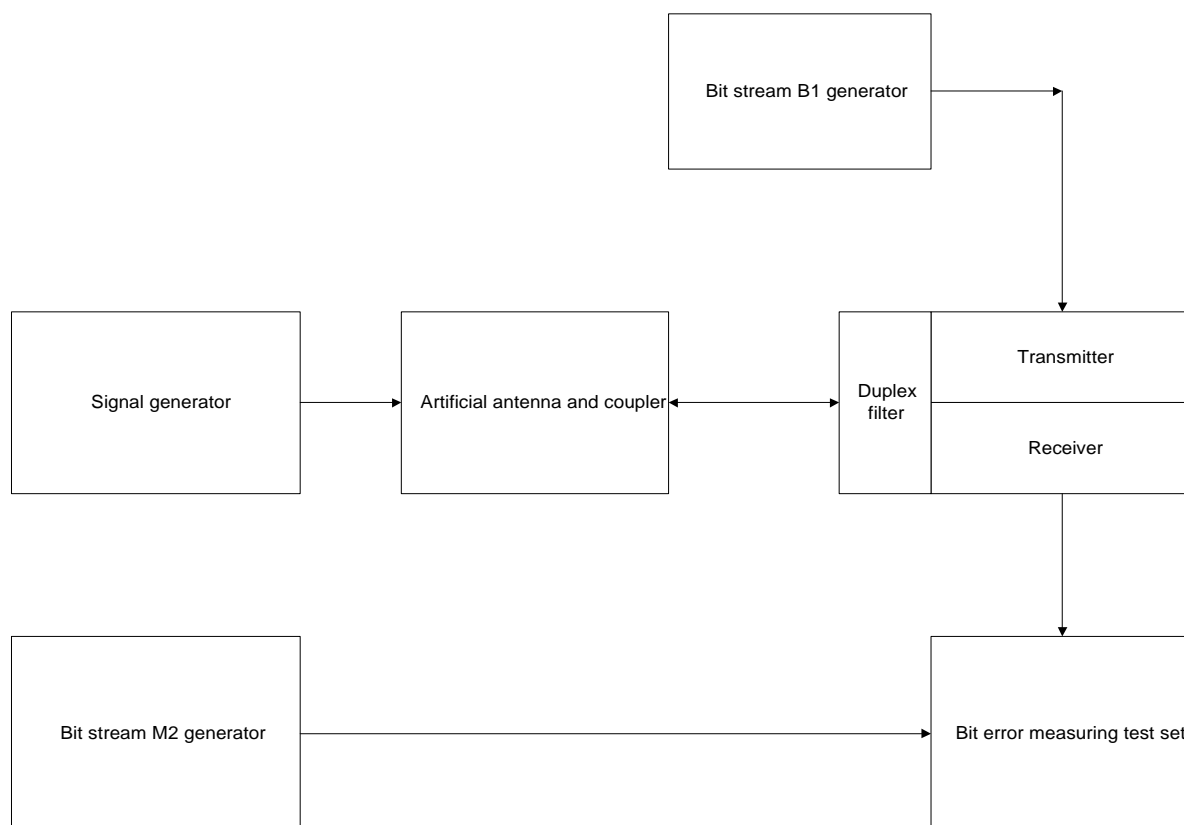 Bit stream B1 generator
Signal generator
Artificial antenna and coupler
Duplex
filter
Transmitter
Receiver
Bit stream M2 generator
Bit error measuring test set